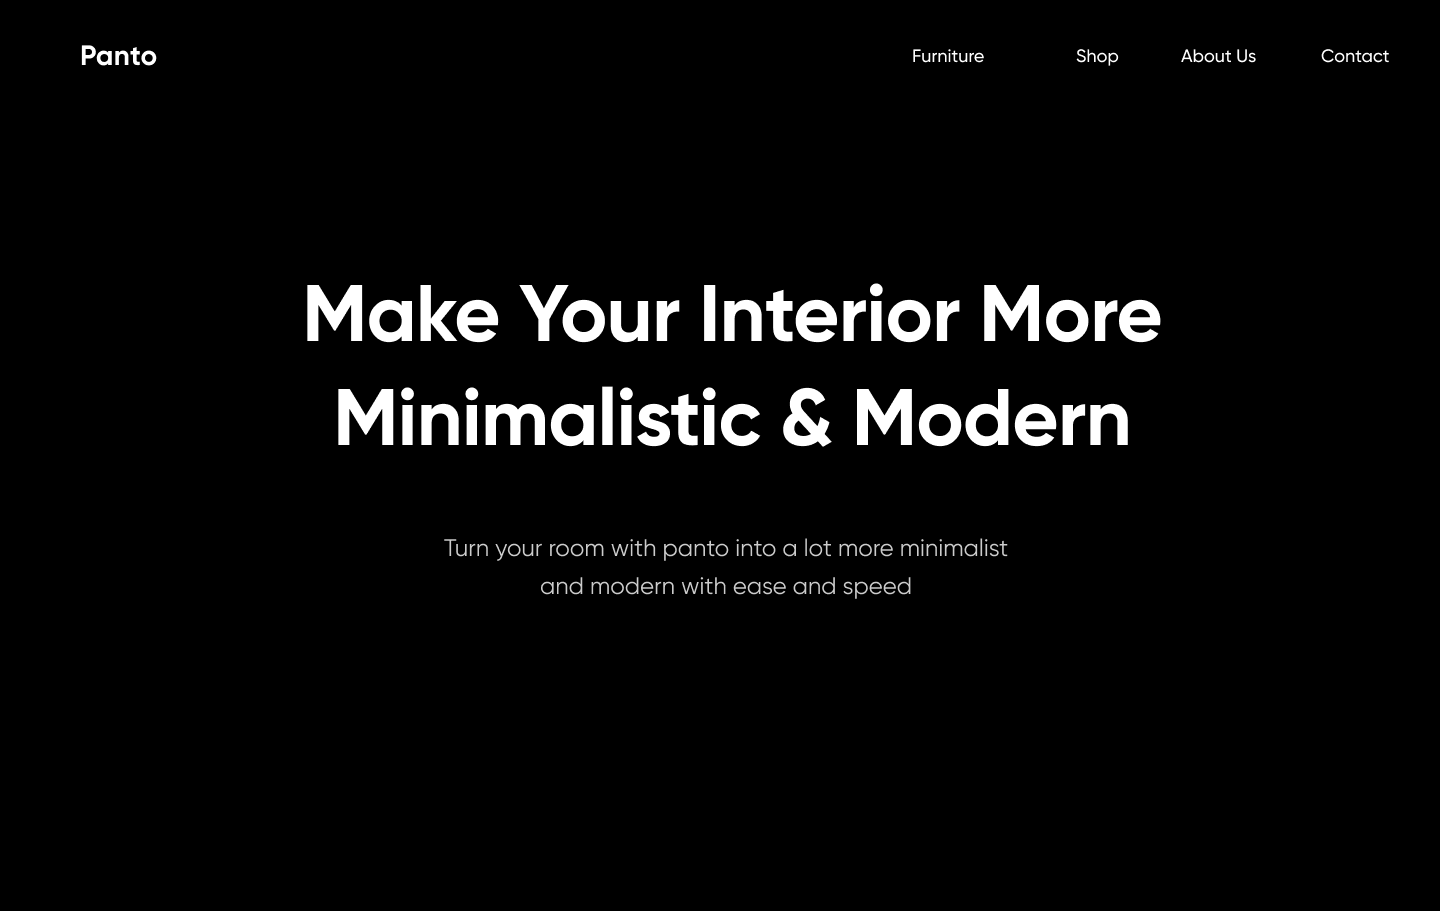 Panto Furniture Shop About Us Contact
Make Your Interior More
Minimalistic & Modern
Turn your room with panto into a lot more minimalist
and modern with ease and speed